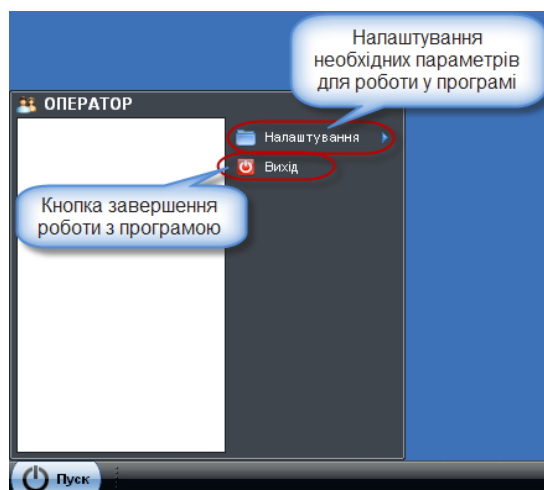 Налаштування
необхідних параметрів
для роботи у програмі
ОПЕРАТОР
Налаштування
Вихід
Кнопка завершення
роботи з програмою
Пуск